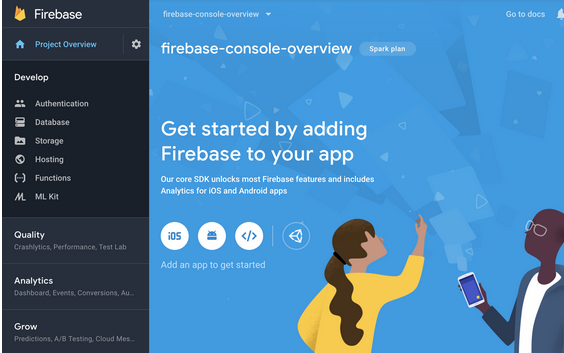 Firebase
Project Overview
Develop
Authentication
Database
Storage
Hosting
Functions
ML Kit
Quality
Crashlytics, Performance, Test Lab
Analytics
Dashboard, Events, Conversions, Au...
Grow
Predictions, A/B Testing, Cloud Mes...
firebase-console-overview
Go to docs
firebase-console-overview
Spark plan
Get started by adding
Firebase to your app
Our core SDK unlocks most Firebase features and includes
Analytics for iOS and Android apps
iOS
</>
Add an app to get started